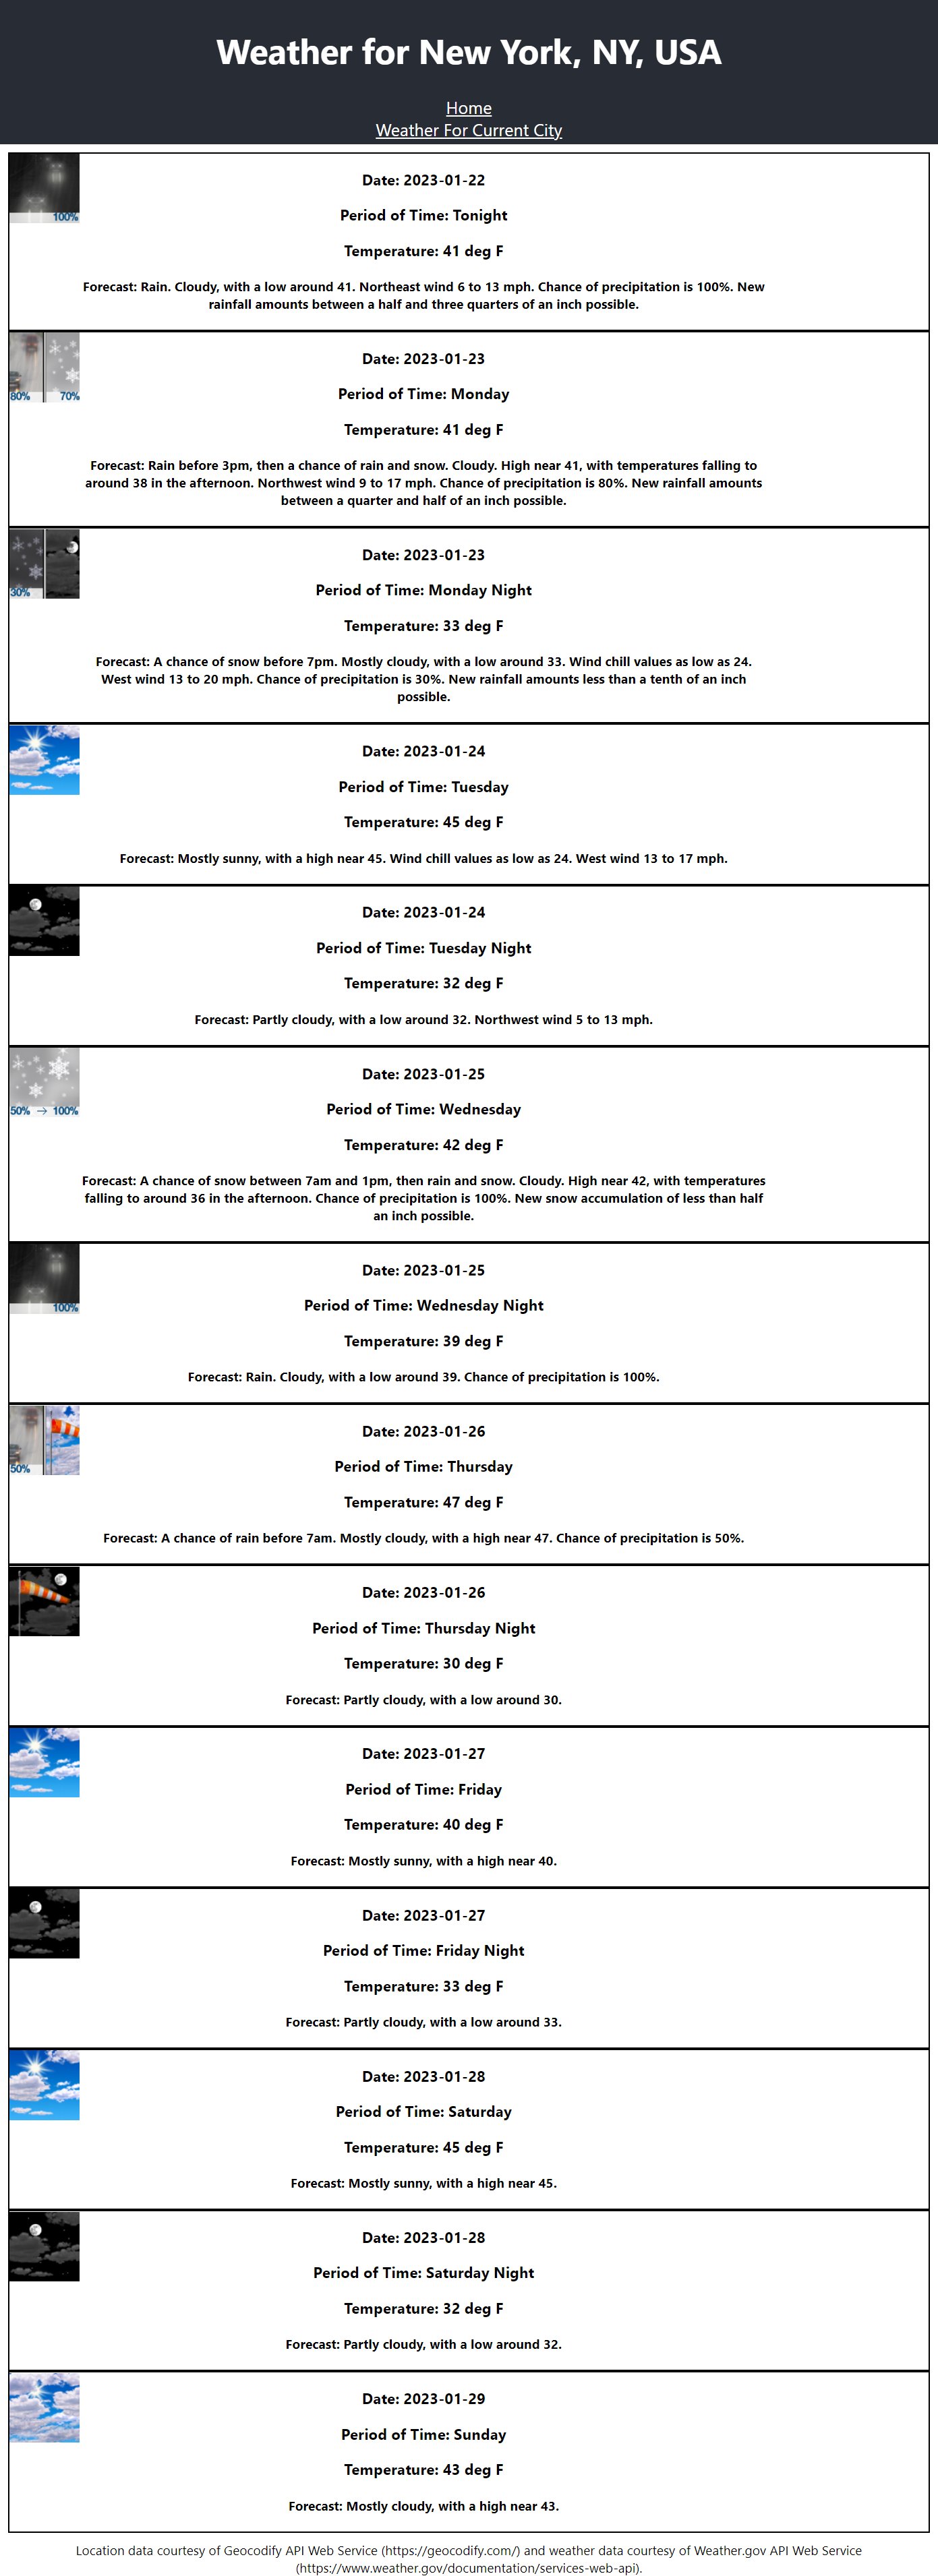 Weather for New York, NY, USA
Home
Weather For Current City
100%
Date: 2023-01-22
Period of Time: Tonight
Temperature: 41 deg F
Forecast: Rain. Cloudy, with a low around 41. Northeast wind 6 to 13 mph. Chance of precipitation is 100%. New
rainfall amounts between a half and three quarters of an inch possible.
80% 70%
Date: 2023-01-23
Period of Time: Monday
Temperature: 41 deg F
Forecast: Rain before 3pm, then a chance of rain and snow. Cloudy. High near 41, with temperatures falling to
around 38 in the afternoon. Northwest wind 9 to 17 mph. Chance of precipitation is 80%. New rainfall amounts
between a quarter and half of an inch possible.
30%
Date: 2023-01-23
Period of Time: Monday Night
Temperature: 33 deg F
Forecast: A chance of snow before 7pm. Mostly cloudy, with a low around 33. Wind chill values as low as 24.
West wind 13 to 20 mph. Chance of precipitation is 30%. New rainfall amounts less than a tenth of an inch
possible.
Date: 2023-01-24
Period of Time: Tuesday
Temperature: 45 deg F
Forecast: Mostly sunny, with a high near 45. Wind chill values as low as 24. West wind 13 to 17 mph.
Date: 2023-01-24
Period of Time: Tuesday Night
Temperature: 32 deg F
Forecast: Partly cloudy, with a low around 32. Northwest wind 5 to 13 mph.
50% → 100%
Date: 2023-01-25
Period of Time: Wednesday
Temperature: 42 deg F
Forecast: A chance of snow between 7am and 1pm, then rain and snow. Cloudy. High near 42, with temperatures
falling to around 36 in the afternoon. Chance of precipitation is 100%. New snow accumulation of less than half
an inch possible.
100%
Date: 2023-01-25
Period of Time: Wednesday Night
Temperature: 39 deg F
Forecast: Rain. Cloudy, with a low around 39. Chance of precipitation is 100%.
50%
Date: 2023-01-26
Period of Time: Thursday
Temperature: 47 deg F
Forecast: A chance of rain before 7am. Mostly cloudy, with a high near 47. Chance of precipitation is 50%.
Date: 2023-01-26
Period of Time: Thursday Night
Temperature: 30 deg F
Forecast: Partly cloudy, with a low around 30.
Date: 2023-01-27
Period of Time: Friday
Temperature: 40 deg F
Forecast: Mostly sunny, with a high near 40.
Date: 2023-01-27
Period of Time: Friday Night
Temperature: 33 deg F
Forecast: Partly cloudy, with a low around 33.
Date: 2023-01-28
Period of Time: Saturday
Temperature: 45 deg F
Forecast: Mostly sunny, with a high near 45.
Date: 2023-01-28
Period of Time: Saturday Night
Temperature: 32 deg F
Forecast: Partly cloudy, with a low around 32.
Date: 2023-01-29
Period of Time: Sunday
Temperature: 43 deg F
Forecast: Mostly cloudy, with a high near 43.
Location data courtesy of Geocodify API Web Service (https://geocodify.com/) and weather data courtesy of Weather.gov API Web Service
(https://www.weather.gov/documentation/services-web-api).